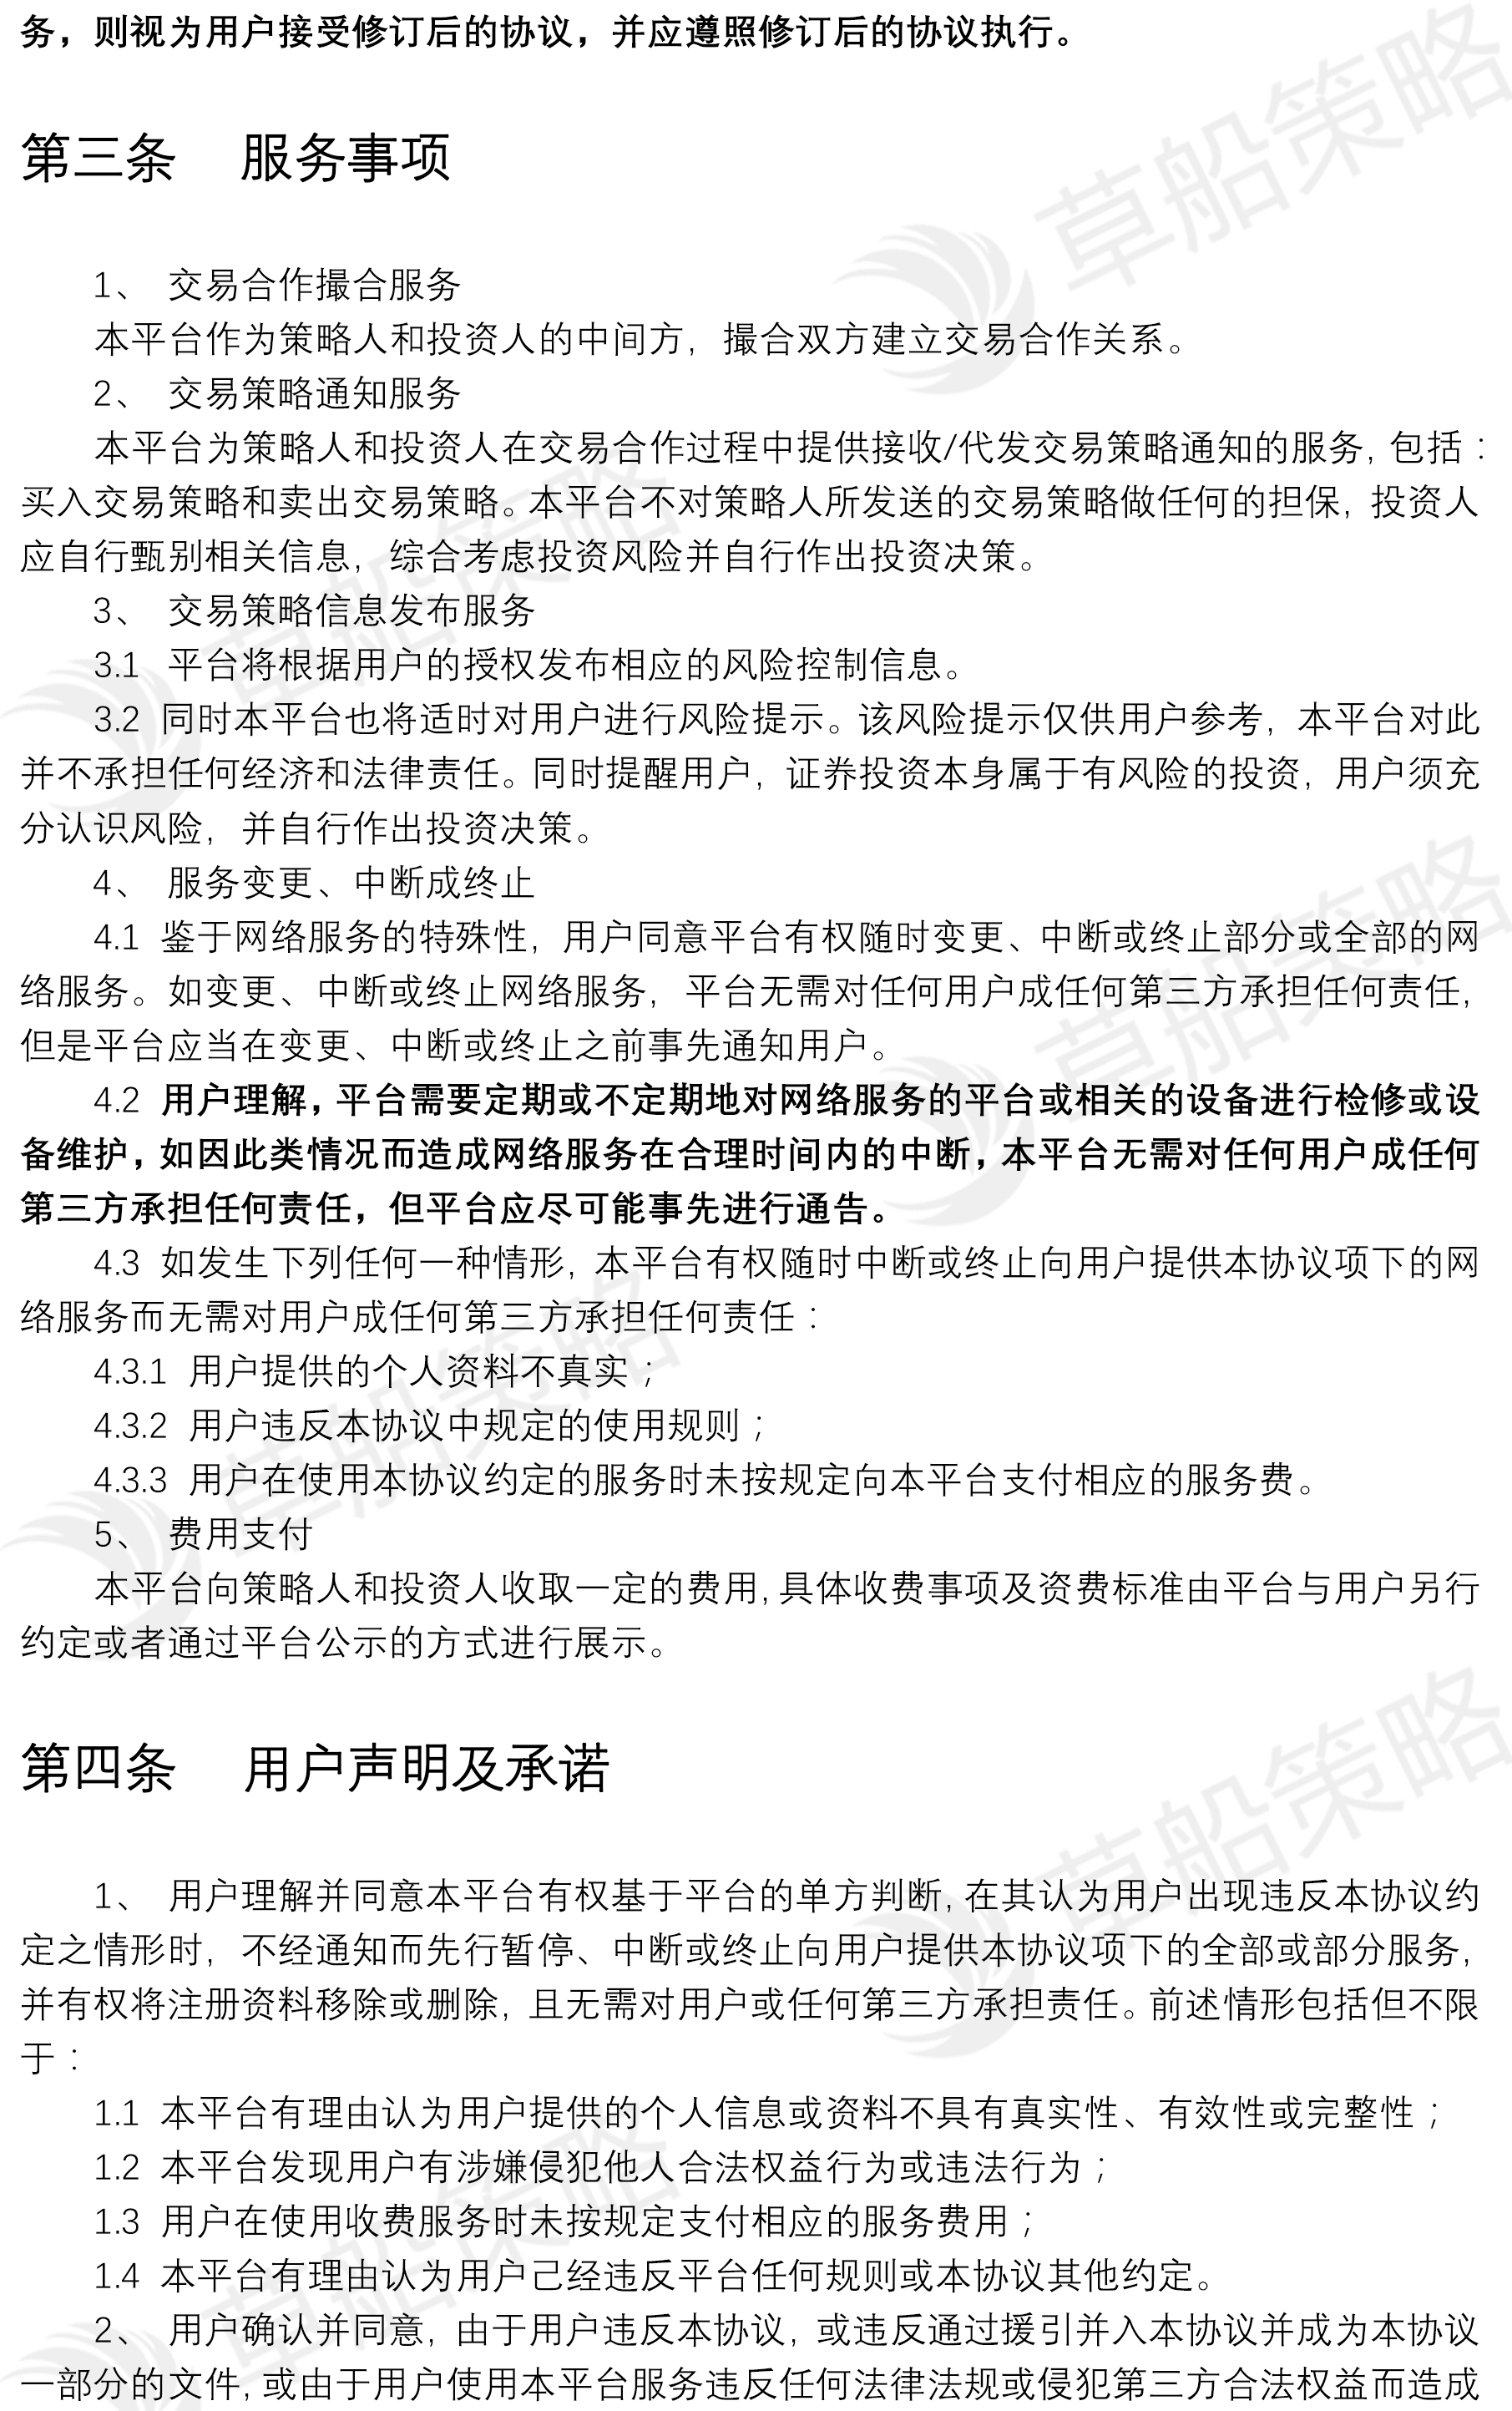 务，则视为用户接受修订后的协议，并应遵照修订后的协议执行。
第三条 服务事项
1、 交易合作撮合服务
本平台作为策略人和投资人的中间方，撮合双方建立交易合作关系。
2、 交易策略通知服务
本平台为策略人和投资人在交易合作过程中提供接收/代发交易策略通知的服务，包括：
买入交易策略和卖出交易策略。本平台不对策略人所发送的交易策略做任何的担保，投资人
应自行甄别相关信息，综合考虑投资风险并自行作出投资决策。
3、 交易策略信息发布服务
3.1 平台将根据用户的授权发布相应的风险控制信息。
3.2 同时本平台也将适时对用户进行风险提示。该风险提示仅供用户参考，本平台对此
并不承担任何经济和法律责任。同时提醒用户，证券投资本身属于有风险的投资，用户须充
分认识风险，并自行作出投资决策。
4、 服务变更、中断成终止
4.1 鉴于网络服务的特殊性，用户同意平台有权随时变更、中断或终止部分或全部的网
络服务。如变更、中断或终止网络服务，平台无需对任何用户成任何第三方承担任何责任，
但是平台应当在变更、中断或终止之前事先通知用户。
4.2 用户理解，平台需要定期或不定期地对网络服务的平台或相关的设备进行检修或设
备维护，如因此类情况而造成网络服务在合理时间内的中断，本平台无需对任何用户成任何
第三方承担任何责任，但平台应尽可能事先进行通告。
4.3 如发生下列任何一种情形，本平台有权随时中断或终止向用户提供本协议项下的网
络服务而无需对用户成任何第三方承担任何责任：
4.3.1 用户提供的个人资料不真实；
4.3.2 用户违反本协议中规定的使用规则；
4.3.3 用户在使用本协议约定的服务时未按规定向本平台支付相应的服务费。
5、 费用支付
本平台向策略人和投资人收取一定的费用，具体收费事项及资费标准由平台与用户另行
约定或者通过平台公示的方式进行展示。
第四条 用户声明及承诺
1、 用户理解并同意本平台有权基于平台的单方判断，在其认为用户出现违反本协议约
定之情形时，不经通知而先行暂停、中断或终止向用户提供本协议项下的全部或部分服务，
并有权将注册资料移除或删除，且无需对用户或任何第三方承担责任。前述情形包括但不限
于：
1.1 本平台有理由认为用户提供的个人信息或资料不具有真实性、有效性或完整性；
1.2 本平台发现用户有涉嫌侵犯他人合法权益行为或违法行为；
1.3 用户在使用收费服务时未按规定支付相应的服务费用；
1.4 本平台有理由认为用户己经违反平台任何规则或本协议其他约定。
2、 用户确认并同意，由于用户违反本协议，或违反通过援引并入本协议并成为本协议
一部分的文件，或由于用户使用本平台服务违反任何法律法规或侵犯第三方合法权益而造成
草船策略
草船策略
草船策略
草船策略
草船策略
草船策略